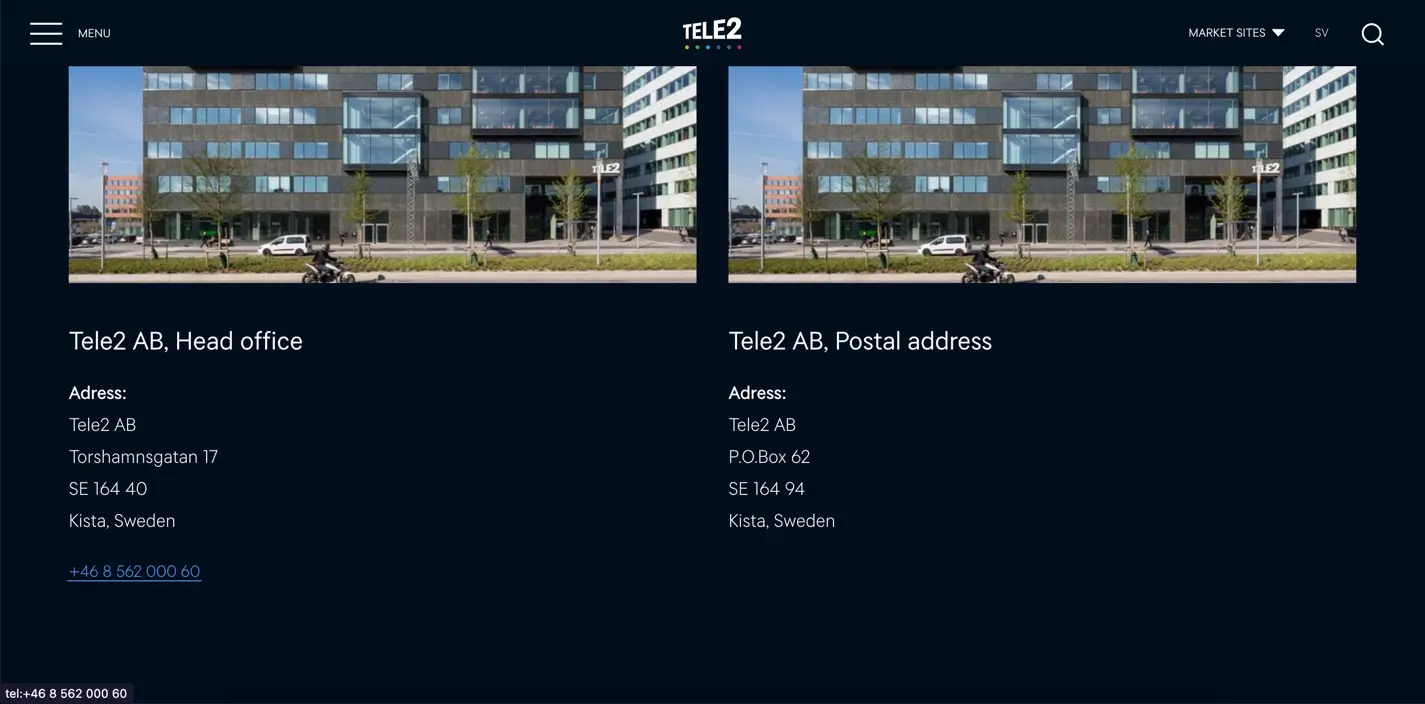 MENU
TELE2
MARKET SITES
SV
TELE2
TELE2
Tele2 AB, Head office
Adress:
Tele2 AB
Torshamnsgatan 17
SE 164 40
Kista, Sweden
+46 8 562 000 60
Tele2 AB, Postal address
Adress:
Tele2 AB
P.O.Box 62
SE 164 94
Kista, Sweden
tel:+46 8 562 000 60